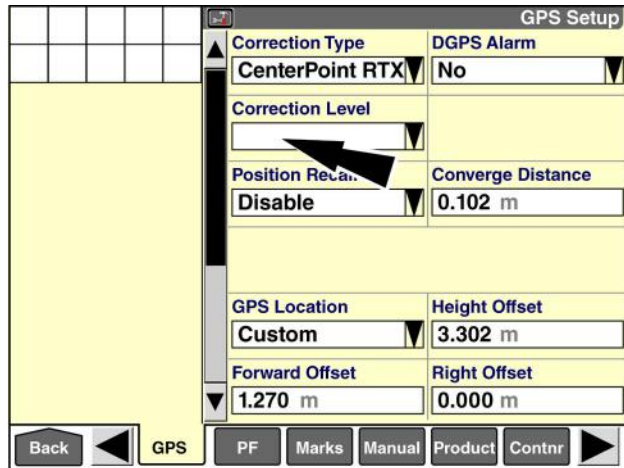 GPS Setup
Correction Type
DGPS Alarm
CenterPoint RTX
No
Correction Level
Position
Converge Distance
Disable
0.102 m
GPS Location
Height Offset
Custom
3.302 m
Forward Offset
Right Offset
1.270 m
0.000 m
Back
GPS
PF
Marks
Manual
Product
Contnr